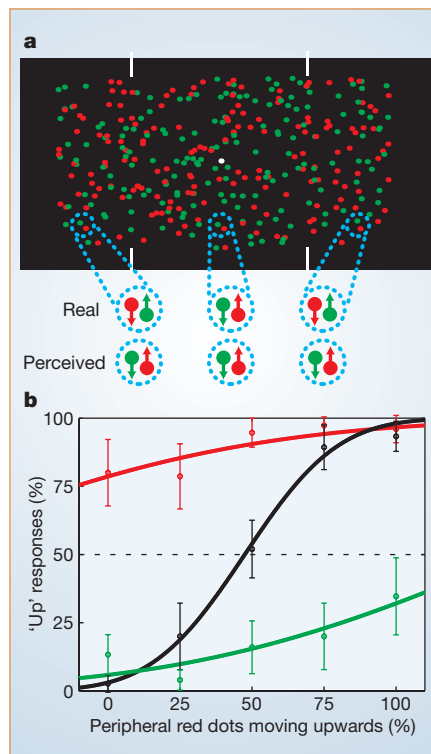 a
Real
Perceived
b
100
75
50
25
0
'Up' responses (%)
0 25 50 75 100
Peripheral red dots moving upwards (%)